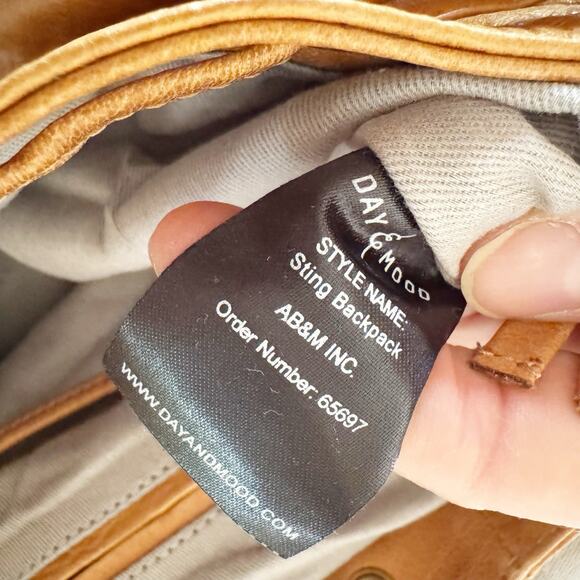 DAY &
MOOD
STYLE NAME:
Sting Backpack
AB&M INC.
Order Number: 65697
WWW.DAYANDMOOD.COM